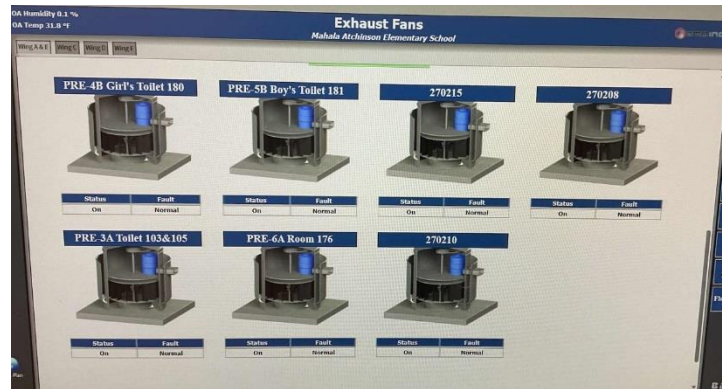 OA Humidity 0.1 %
OA Temp 31.8 °F
Exhaust Fans
Mahala Atchinson Elementary School
Wing A & B Wing C Wing D Wing E
PRE-4B Girl's Toilet 180 PRE-5B Boy's Toilet 181 270215 270208
Status Fault Status Fault Status Fault Status Fault
On Normal On Normal On Normal On Normal
PRE-3A Toilet 103&105 PRE-6A Room 176 270210
Status Fault Status Fault Status Fault
On Normal On Normal On Normal